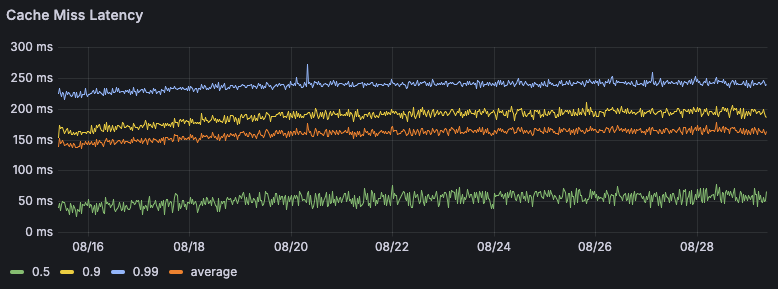 Cache Miss Latency
300 ms
250 ms
200 ms
150 ms
100 ms
50 ms
0 ms
08/16 08/18 08/20 08/22 08/24 08/26 08/28
0.5 0.9 0.99 average